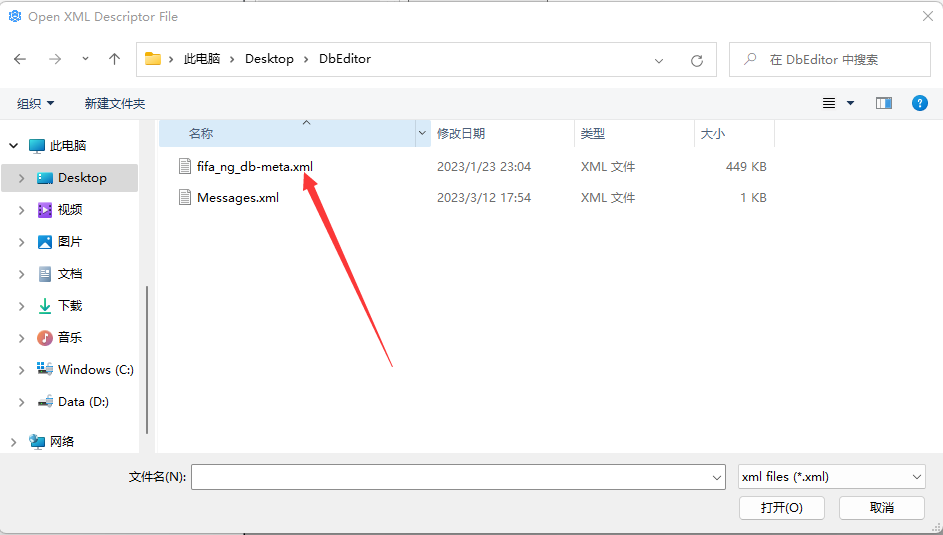 Open XML Descriptor File
此电脑 > Desktop > DbEditor
在 DbEditor 中搜索
组织 新建文件夹
名称 修改日期 类型 大小
fifa_ng_db-meta.xml 2023/1/23 23:04 XML 文件 449 KB
Messages.xml 2023/3/12 17:54 XML 文件 1 KB
此电脑
Desktop
视频
图片
文档
下载
音乐
Windows (C:)
Data (D:)
网络
文件名(N):
xml files (*.xml)
打开(O) 取消